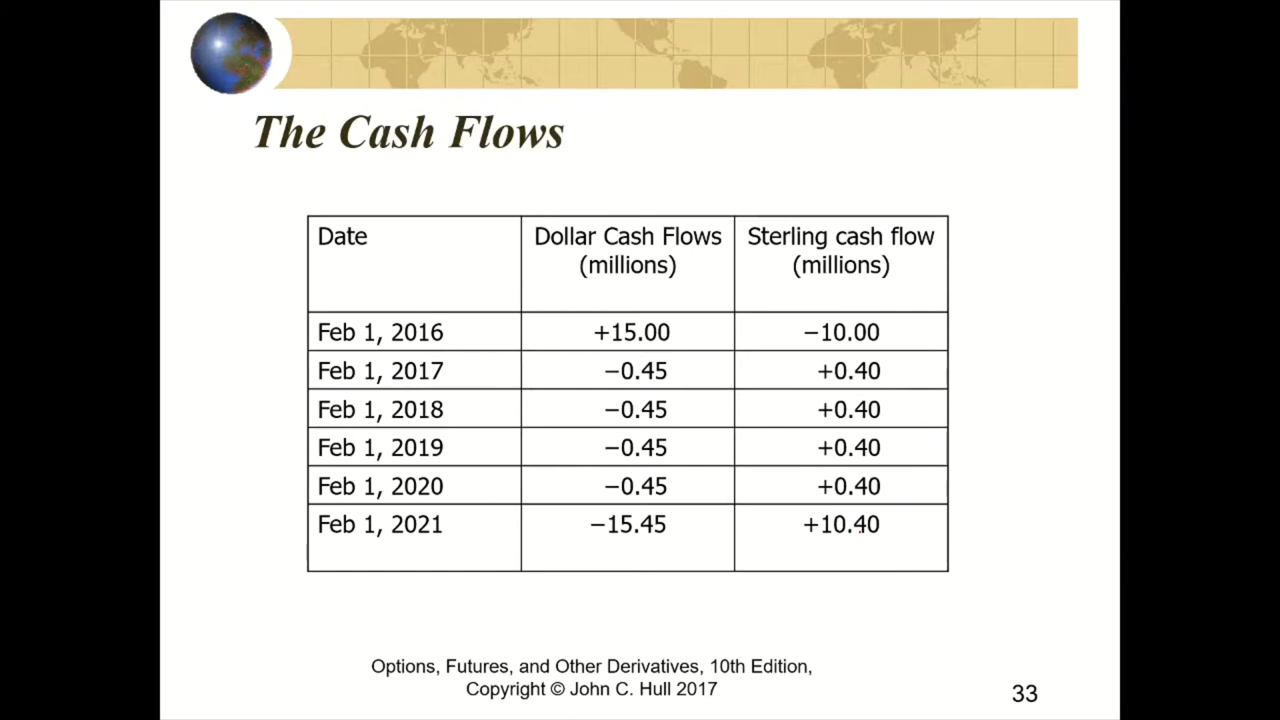 The Cash Flows
Date Dollar Cash Flows Sterling cash flow
(millions) (millions)
Feb 1, 2016 +15.00 −10.00
Feb 1, 2017 −0.45 +0.40
Feb 1, 2018 −0.45 +0.40
Feb 1, 2019 −0.45 +0.40
Feb 1, 2020 −0.45 +0.40
Feb 1, 2021 −15.45 +10.40
Options, Futures, and Other Derivatives, 10th Edition,
Copyright © John C. Hull 2017
33